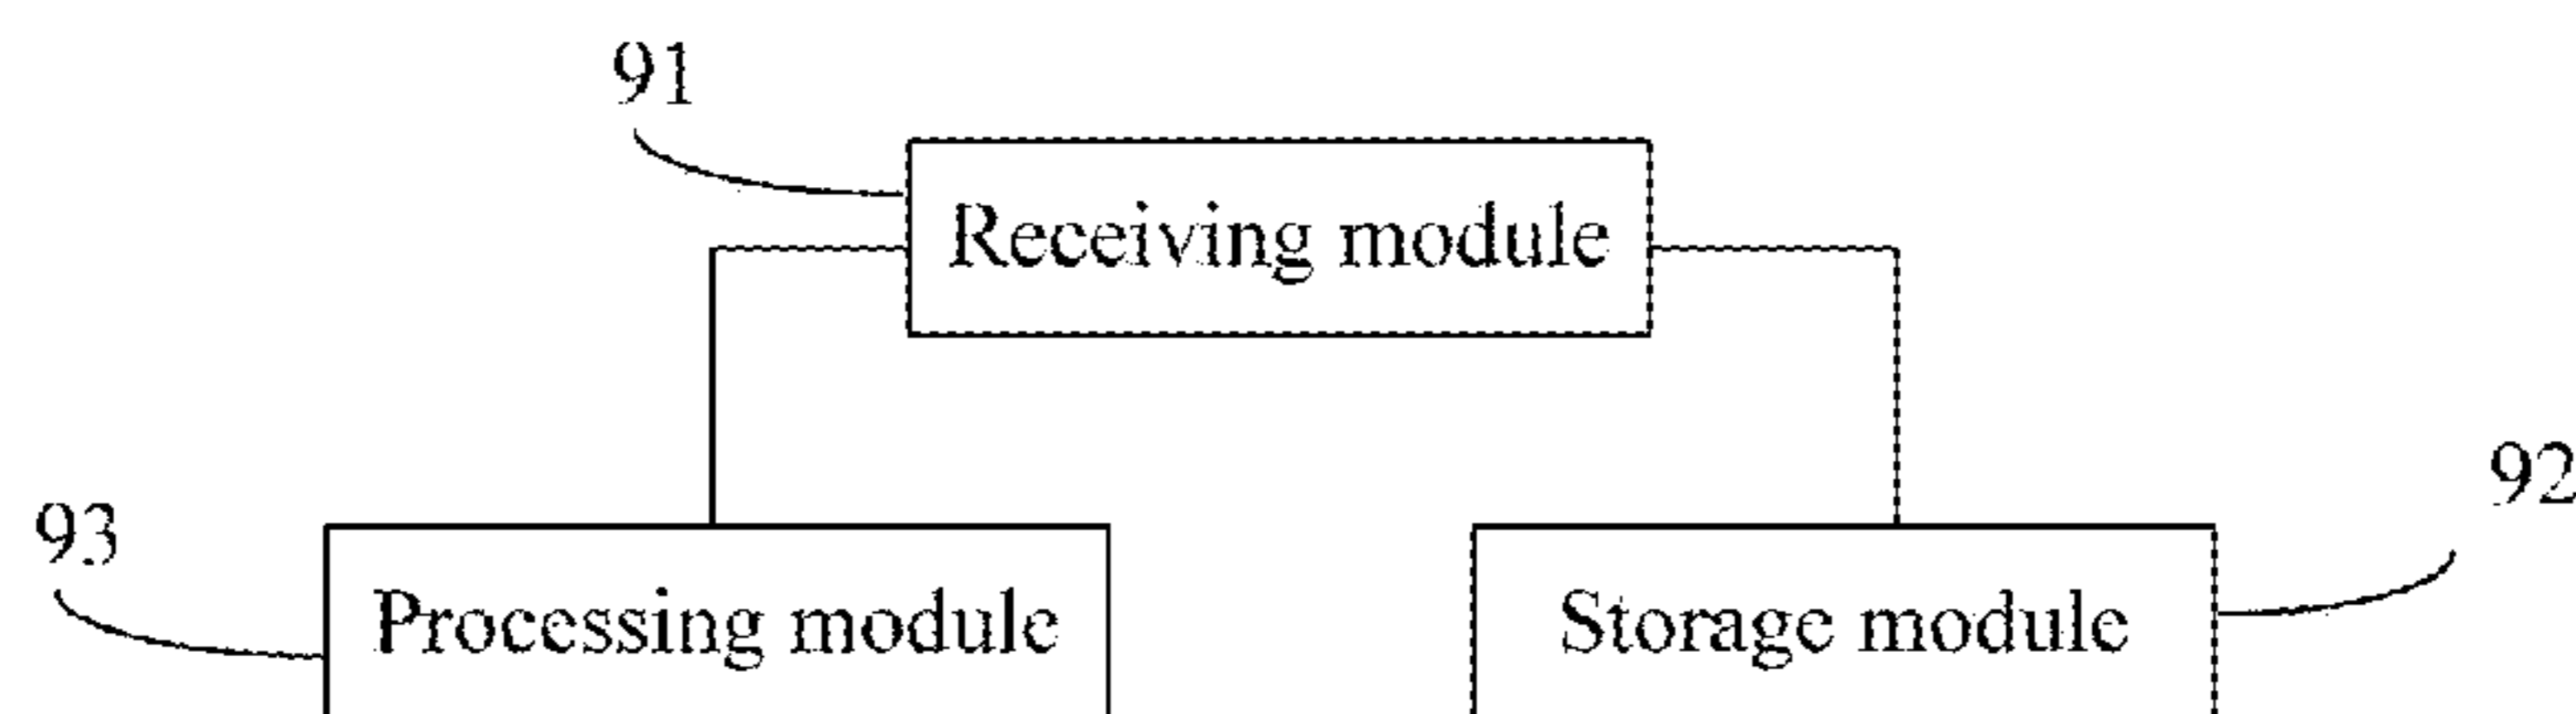 91
Receiving module
92
93
Processing module
Storage module